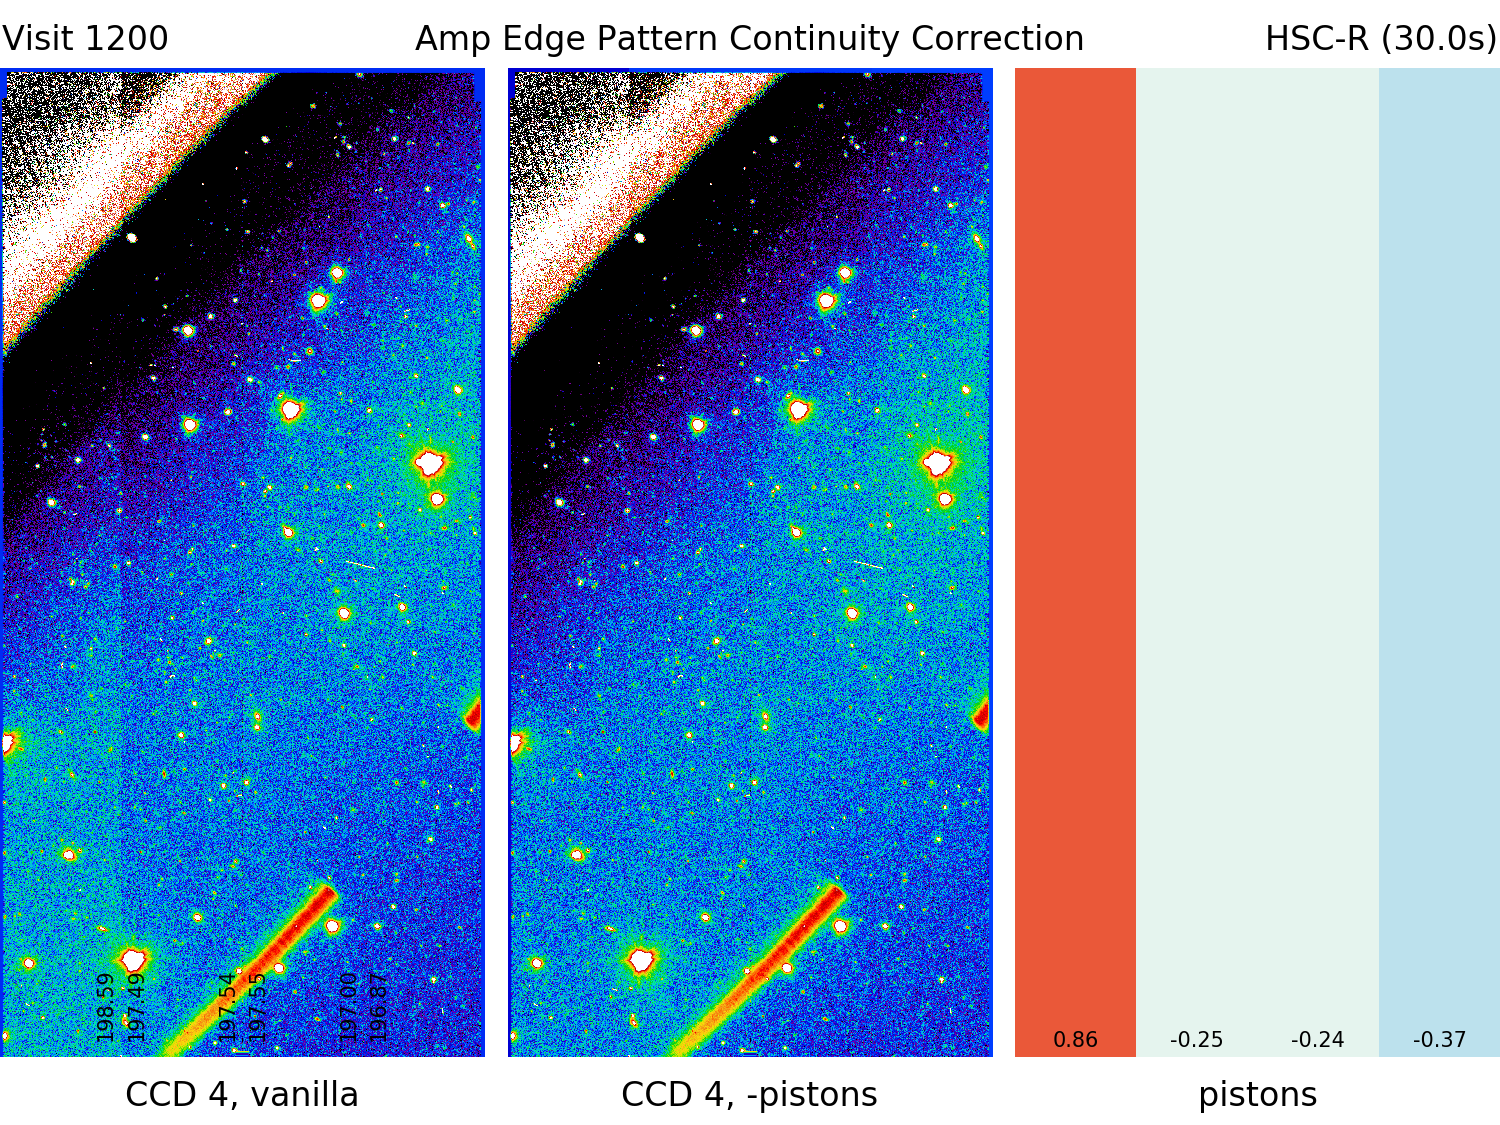 Visit 1200
Amp Edge Pattern Continuity Correction
HSC-R (30.0s)
198.59
197.49
197.54
197.55
197.00
196.87
0.86
-0.25
-0.24
-0.37
CCD 4, vanilla
CCD 4, -pistons
pistons